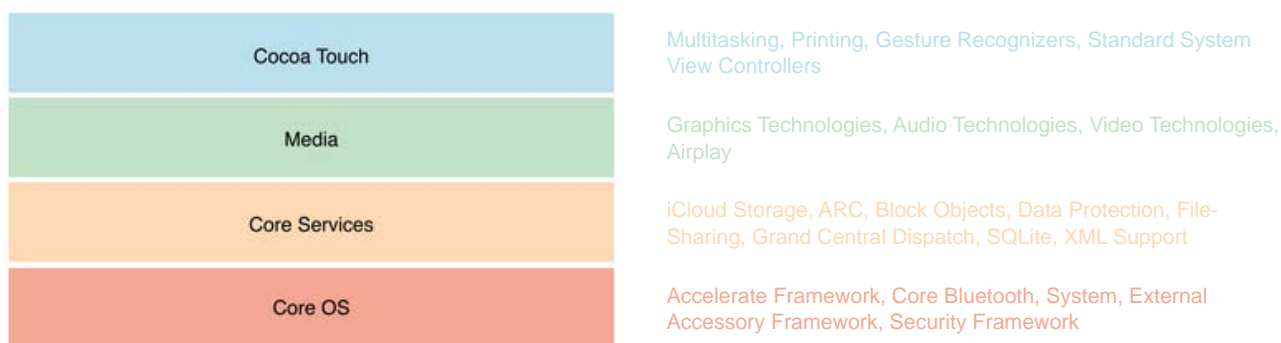 Cocoa Touch
Multitasking, Printing, Gesture Recognizers, Standard System
View Controllers
Media
Graphics Technologies, Audio Technologies, Video Technologies,
Airplay
Core Services
iCloud Storage, ARC, Block Objects, Data Protection, File-
Sharing, Grand Central Dispatch, SQLite, XML Support
Core OS
Accelerate Framework, Core Bluetooth, System, External
Accessory Framework, Security Framework